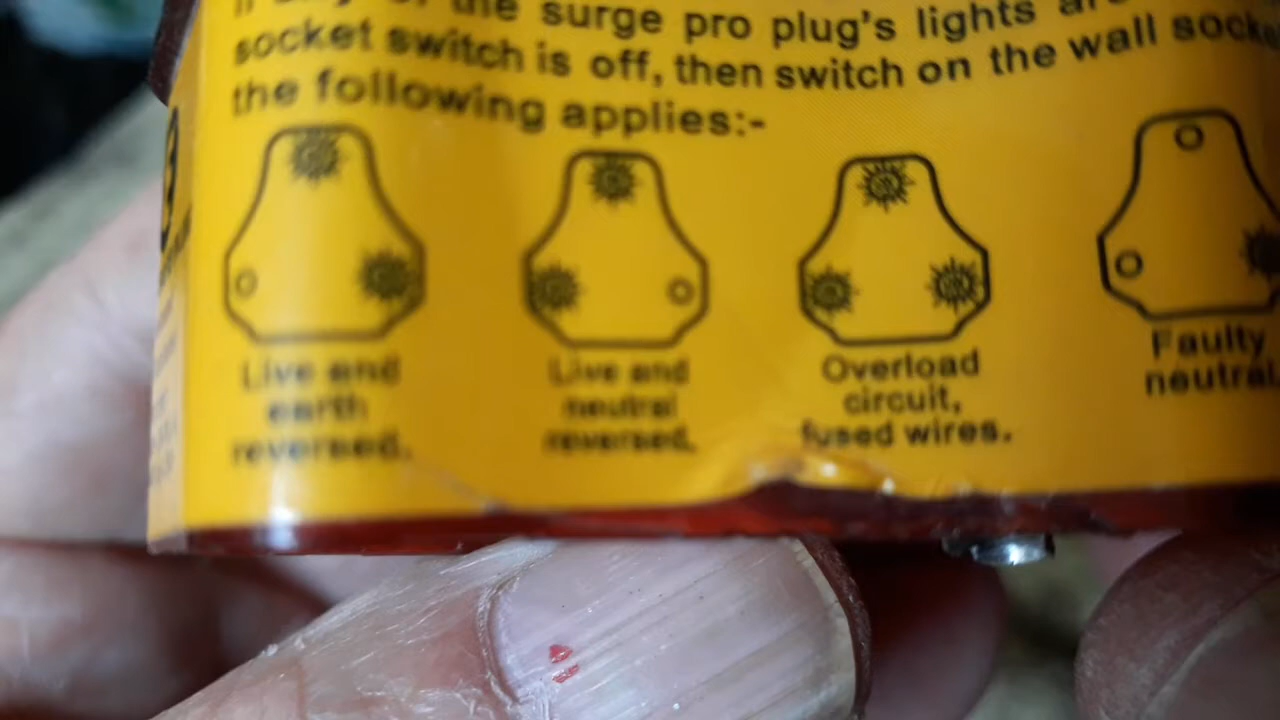 the surge pro plug's lights
socket switch is off, then switch on the wall
the following applies:-
Live and
earth
reversed.
Live and
neutral
reversed.
Overload
circuit,
fused wires.
Faulty
neutral.